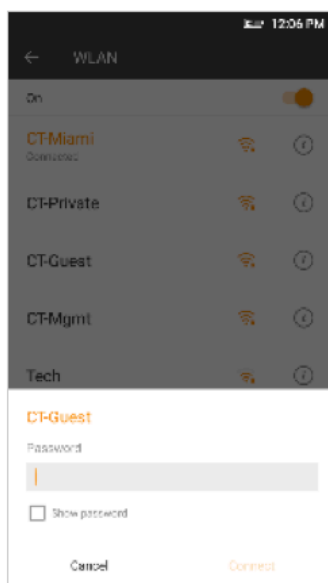 12:06 PM
WLAN
On
CT-Miami
Connected
CT-Private
CT-Guest
CT-Mgmt
Tech
CT-Guest
Password
Show password
Cancel Connect